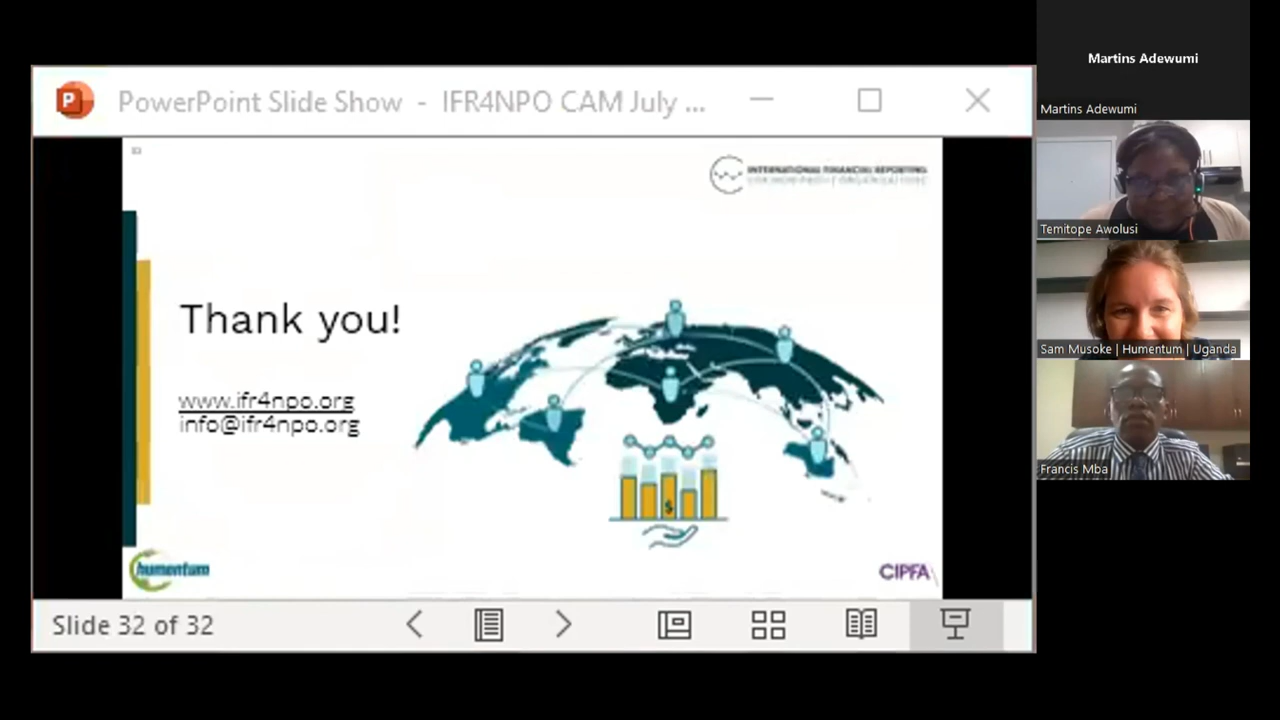 Martins Adewumi
Martins Adewumi
PowerPoint Slide Show - IFR4NPO CAM July ...
INTERNATIONAL FINANCIAL REPORTING
Temitope Awolusi
Thank you!
Sam Musoke | Humentum | Uganda
www.ifr4npo.org
info@ifr4npo.org
Francis Mba
$
humentum
CIPFA
Slide 32 of 32